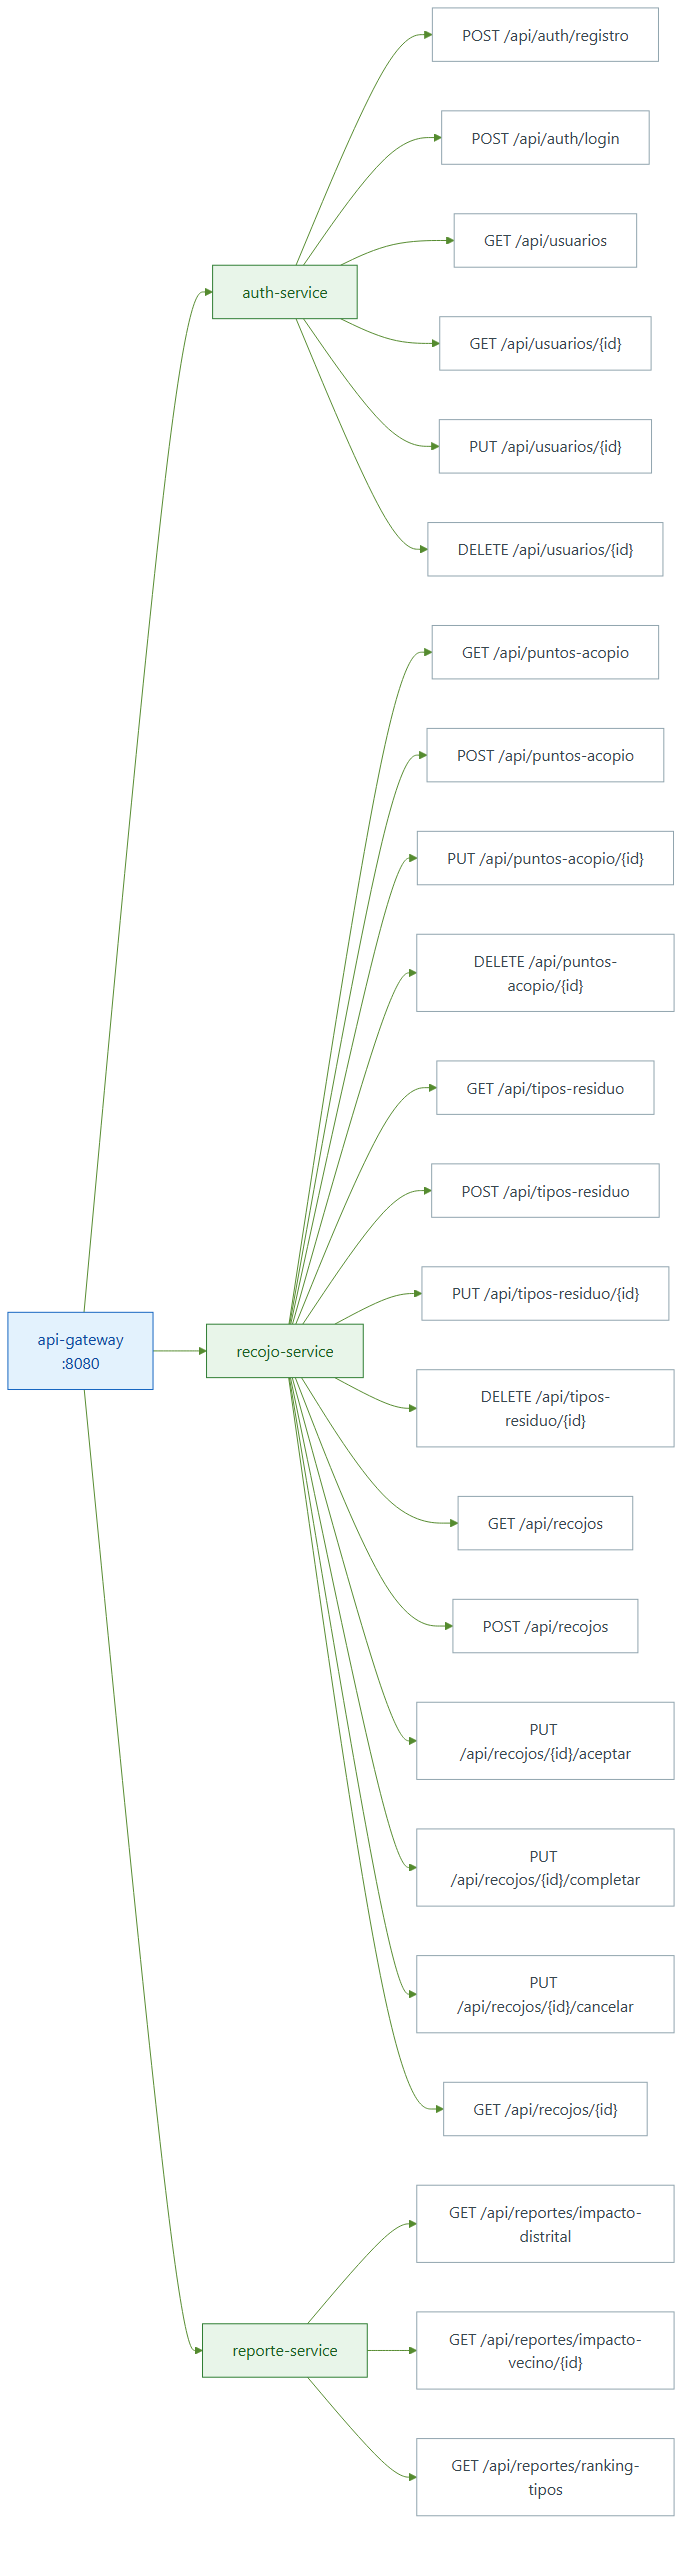 POST /api/auth/registro
POST /api/auth/login
GET /api/usuarios
auth-service
GET /api/usuarios/{id}
PUT /api/usuarios/{id}
DELETE /api/usuarios/{id}
GET /api/puntos-acopio
POST /api/puntos-acopio
PUT /api/puntos-acopio/{id}
DELETE /api/puntos-
acopio/{id}
GET /api/tipos-residuo
POST /api/tipos-residuo
PUT /api/tipos-residuo/{id}
api-gateway
:8080
recojo-service
DELETE /api/tipos-
residuo/{id}
GET /api/recojos
POST /api/recojos
PUT
/api/recojos/{id}/aceptar
PUT
/api/recojos/{id}/completar
PUT
/api/recojos/{id}/cancelar
GET /api/recojos/{id}
GET /api/reportes/impacto-
distrital
reporte-service
GET /api/reportes/impacto-
vecino/{id}
GET /api/reportes/ranking-
tipos